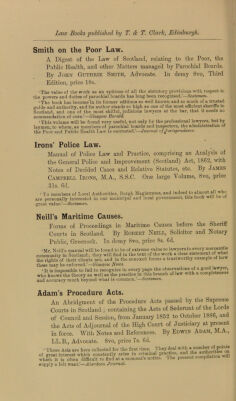 Law Books published by T. & T. Clark, Edinburgh.
Smith on the Poor Law.
A Digest of the Law of Scotland, relating to the Poor, the
Public Health, and other Matters managed by Parochial Boards.
By JOHN GUTHRIE SMITH, Advocate. In demy 8vo, Third
Edition, price 18s.
'The value of the work as an epitome of all the statutory provisions with respect to
the powers and duties of parochial boards has long been recognised.'—Scotsman.
'The book has become in its former editions so well known and so much of a trusted
guide and authority, and its author stands so high as one of the most efficient sheriffs in
Scotland, and one of the most skilful, judicious lawyers at the bar, that it needs no
commendation of ours.'—Glasgow Herald.
'This volume will be found very useful, not only for the professional lawyers, but by
laymen, to whom, as members of parochial boards and inspectors, the administration of
the Poor and Public Health Law is entrusted.'—Journal of Jurisprudence.
Irons' Police Law.
Manual of Police Law and Practice, comprising an Analysis of
the General Police and Improvement (Scotland) Act, 1862, with
Notes of Decided Cases and Relative Statutes, etc. By JAMES
CAMPBELL IRONS, M.A., S.S.C. One large Volume, 8vo, price
31s. 6d.
'To members of Local Authorities, Burgh Magistrates, and indeed to almost all who
are personally interested in our municipal and local government, this book will be of
great value.'—Scotsman.
Neill's Maritime Causes.
Forms of Proceedings in Maritime Causes before the Sheriff
Courts in Scotland. By ROBERT NEILL, Solicitor and Notary
Public, Greenock. In demy 8vo, price 8s. 6d.
'Mr. Neill's manual will be found to be of extreme value to lawyers in every mercantile
community in Scotland, they will find in the text of the work a clear statement of what
the rights of their clients are, and in the element forms a trustworthy example of how
these may be enforced.'—Glasgow Herald.
'It is impossible to fail to recognise in every page the observations of a good lawyer,
who knows the theory as well as the practice in this branch of law with a completeness
and accuracy much beyond what is common.'—Scotsman.
Adam's Procedure Acts.
An Abridgment of the Procedure Acts passed by the Supreme
Courts in Scotland; containing the Acts of Sederunt of the Lords
of Council and Session, from January 1852 to October 1886, and
the Acts of Adjournal of the High Court of Justiciary at present
in force. With Notes and References. By EDWIN ADAM, M.A.,
LL.B., Advocate. 8vo, price 7s. 6d.
'These Acts are here collected for the first time. They deal with a number of points
of great interest which constantly arise in criminal practice, and the authorities on
which it is often difficult to find at a moment's notice. The present compilation will
supply a felt want.'—Aberdeen Journal.